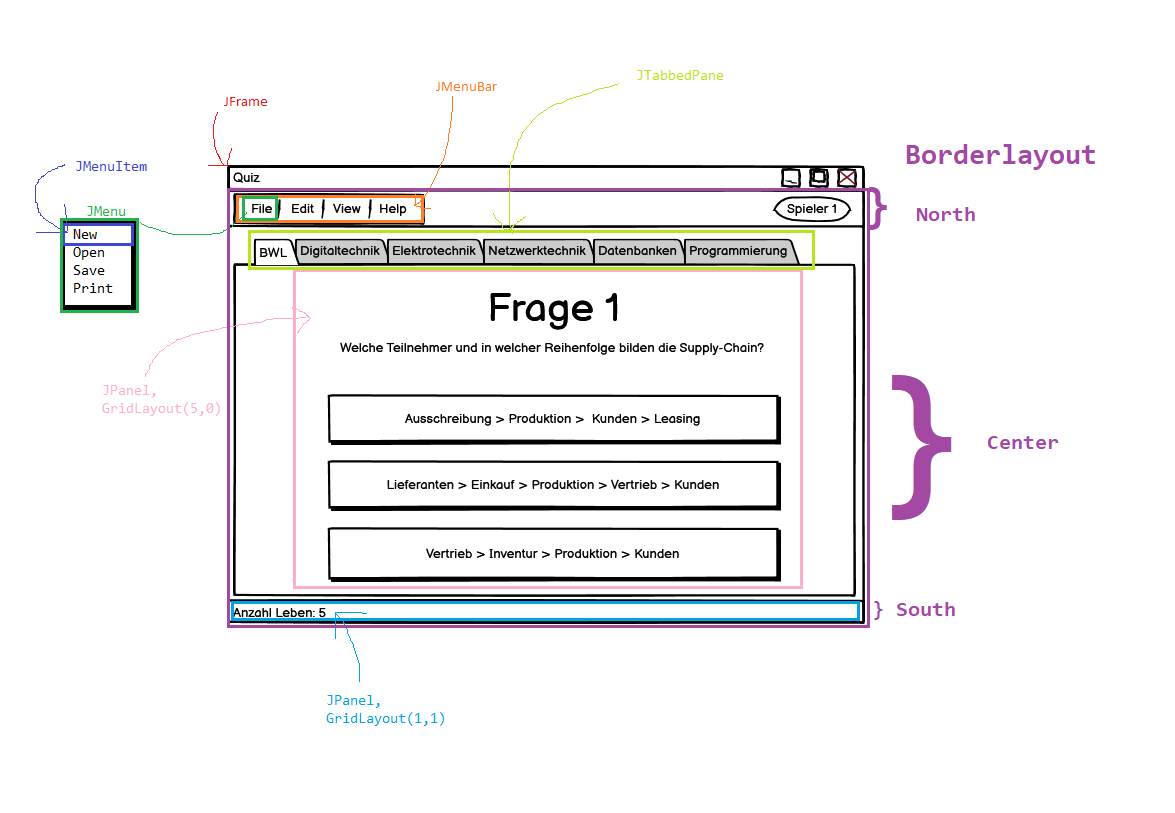 JTabbedPane
JMenuBar
JFrame
Borderlayout
JMenuItem
Quiz
JMenu
File Edit View Help
Spieler 1
North
New
Open
Save
Print
BWL Digitaltechnik Elektrotechnik Netzwerktechnik Datenbanken Programmierung
Frage 1
Welche Teilnehmer und in welcher Reihenfolge bilden die Supply-Chain?
JPanel,
GridLayout(5,0)
Ausschreibung > Produktion > Kunden > Leasing
} Center
Lieferanten > Einkauf > Produktion > Vertrieb > Kunden
Vertrieb > Inventur > Produktion > Kunden
Anzahl Leben: 5
} South
JPanel,
GridLayout(1,1)